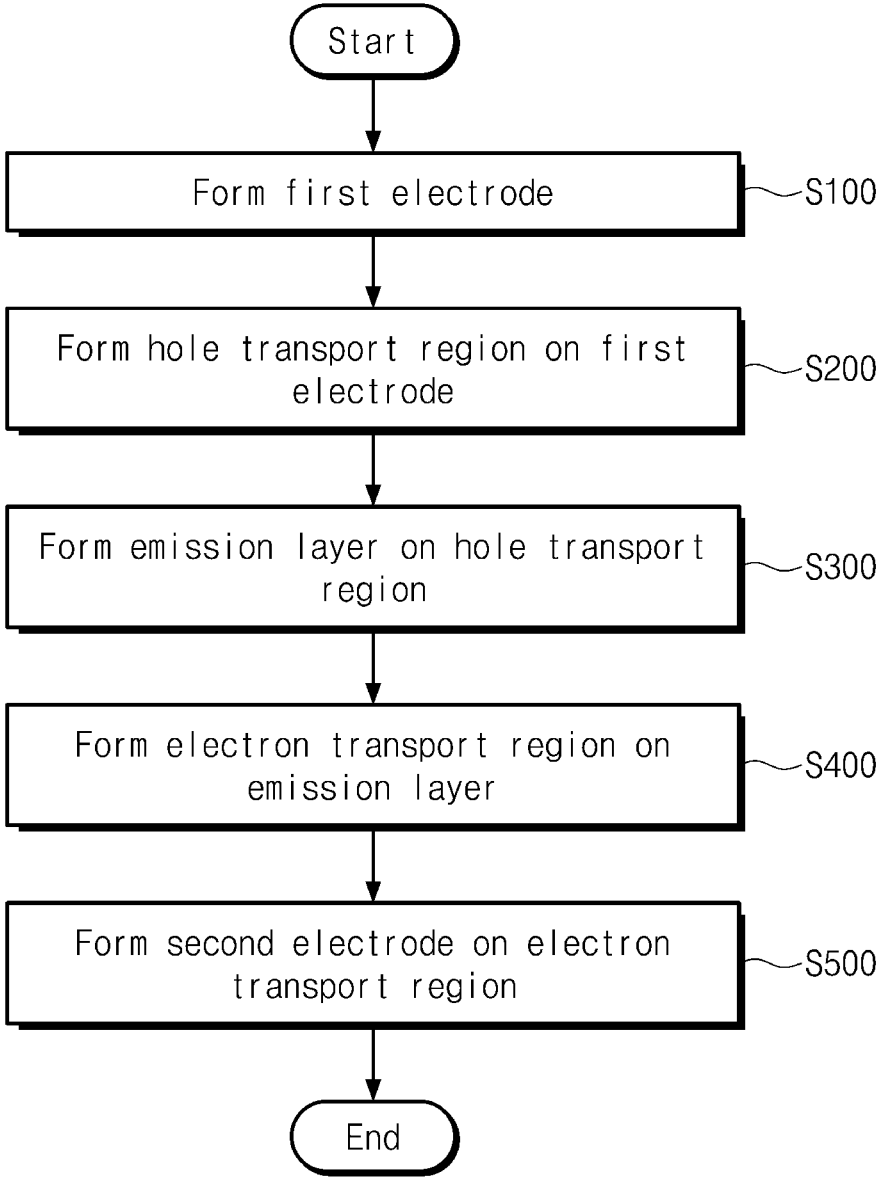 Start
Form first electrode
S100
Form hole transport region on first
electrode
S200
Form emission layer on hole transport
region
S300
Form electron transport region on
emission layer
S400
Form second electrode on electron
transport region
S500
End